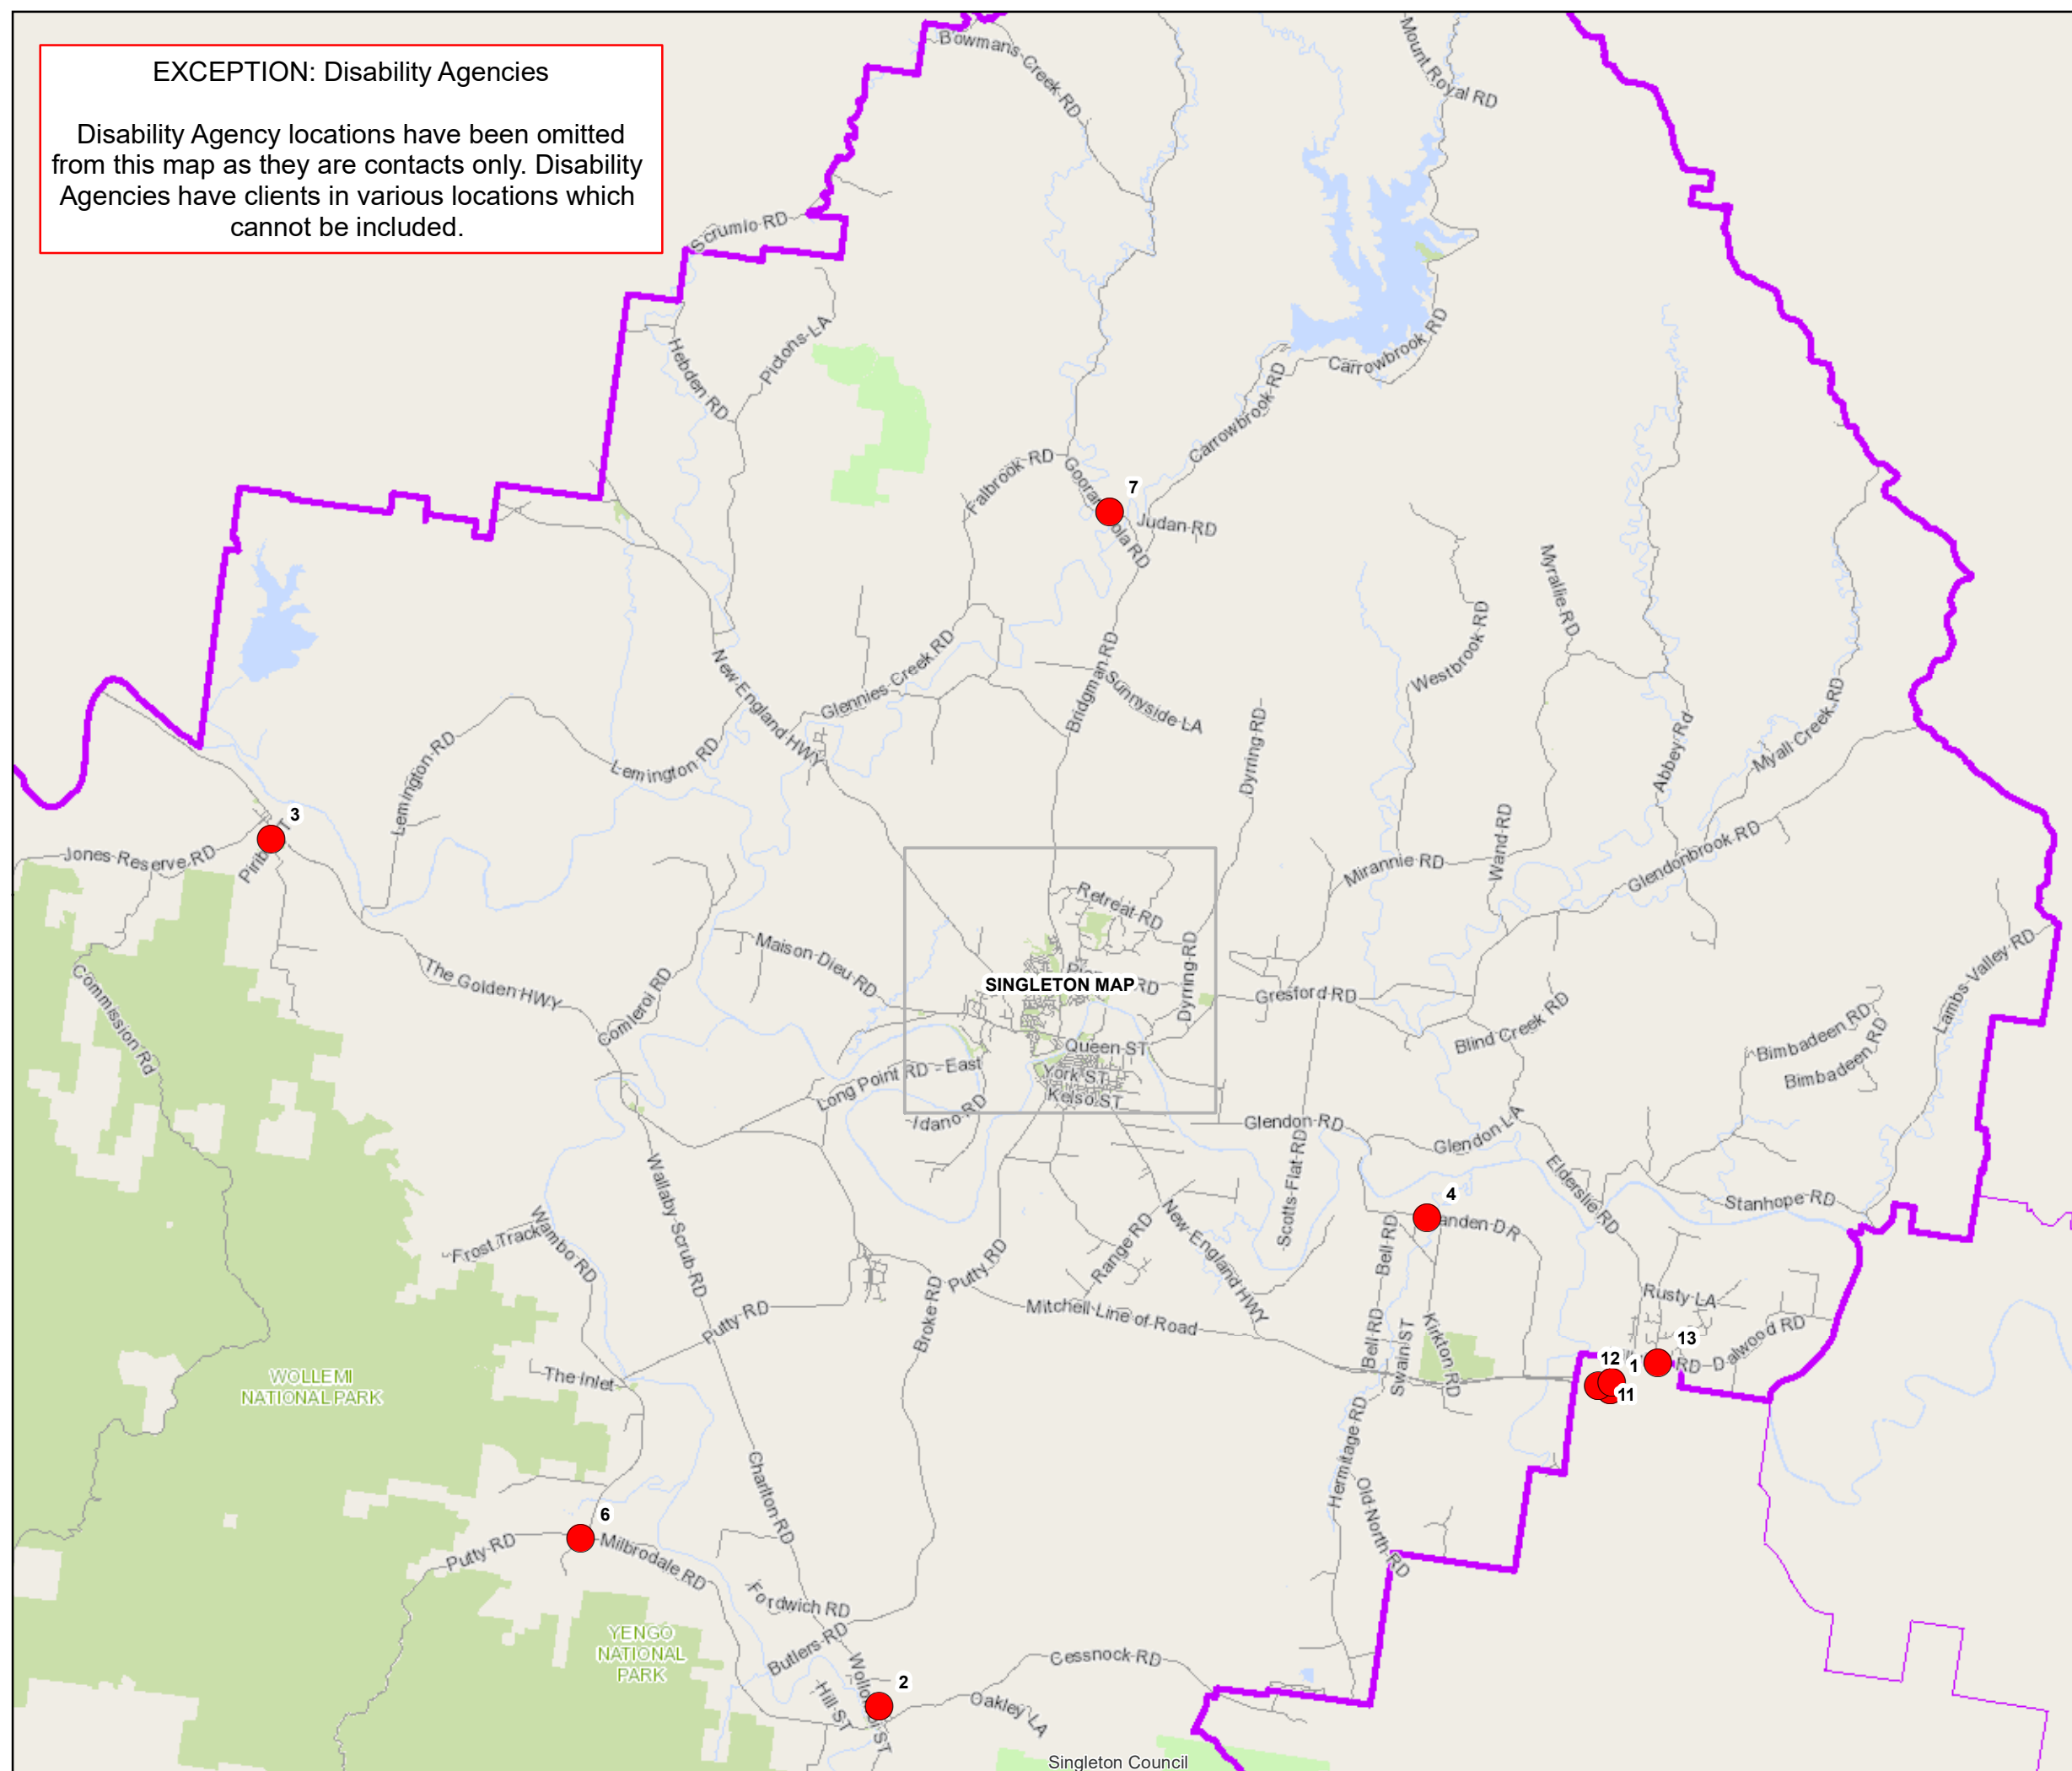 EXCEPTION: Disability Agencies
Disability Agency locations have been omitted
from this map as they are contacts only. Disability
Agencies have clients in various locations which
cannot be included.
Bowmans Creek RD
Mount Royal RD
Scrumlo RD
Hebden RD
Pictons LA
Carrowbrook RD
Carrowbrook RD
Falbrook RD
7
Judan RD
Myrallie RD
Westbrook RD
New England HWY
Glennies Creek RD
Bridgman RD
Sunnyside LA
Dyrring RD
Abbey Rd
Myall Creek RD
Lemington RD
Lemington RD
3
Jones Reserve RD
Mirannie RD
Wand RD
Glendonbrook RD
Retreat RD
Maison Dieu RD
SINGLETON MAP
RD
Dyrring RD
Gresford RD
The Golden HWY
Comleroi RD
Commission Rd
Lambs Valley RD
Blind Creek RD
Bimbadeen RD
Bimbadeen RD
Queen ST
York ST
Kelso ST
Long Point RD - East
Idano RD
Glendon RD
Glendon LA
Scotts Flat RD
Elderslie RD
Stanhope RD
4
anden DR
Wallaby Scrub RD
Wambo RD
Frost Track
Putty RD
Range RD
New England HWY
Bell RD
Broke RD
Mitchell Line of Road
Putty RD
Rusty LA
Bell RD
Swain ST
Kirkton RD
13
RD
Dalwood RD
12
1
11
The Inlet
WOLLEMI
NATIONAL PARK
Charlton RD
Hermitage RD
Old North RD
6
Putty RD
Milbrodale RD
Fordwich RD
YENGO
NATIONAL
PARK
Butlers RD
Cessnock RD
2
Hill ST
Oakley LA
Singleton Council